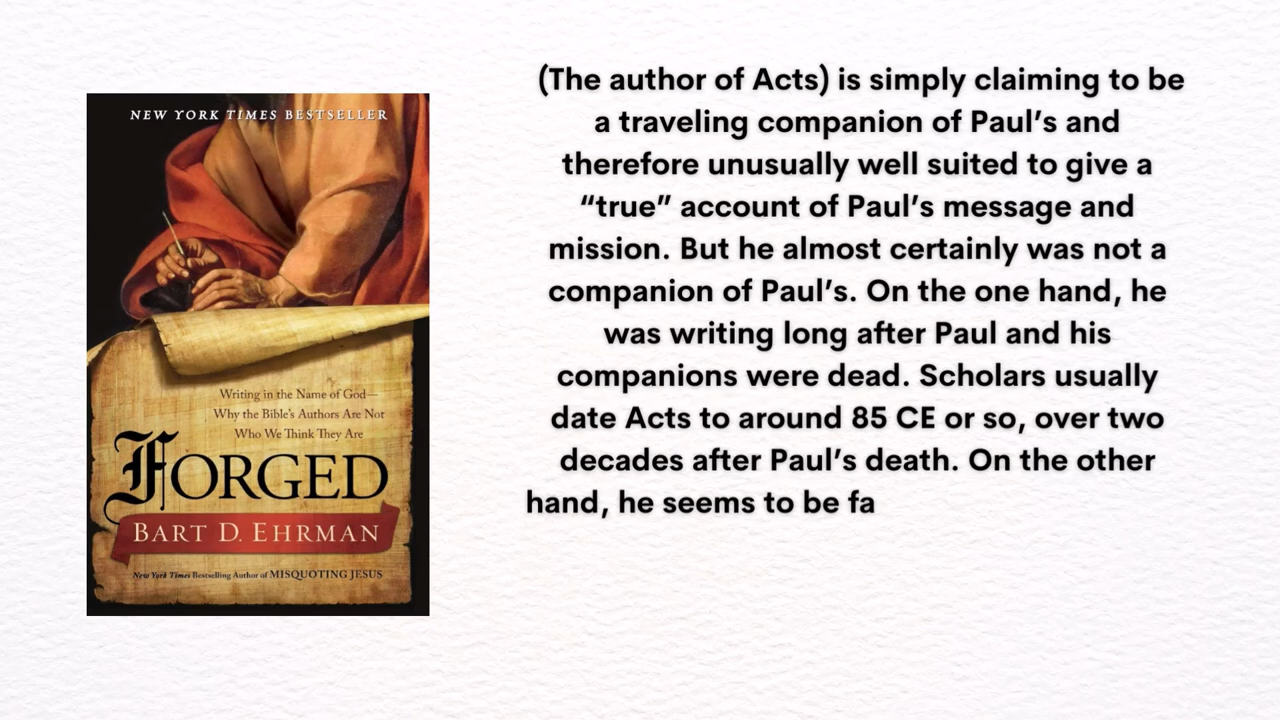 NEW YORK TIMES BESTSELLER
Writing in the Name of God—
Why the Bible's Authors Are Not
Who We Think They Are
FORGED
BART D. EHRMAN
New York Times Bestselling Author of MISQUOTING JESUS
(The author of Acts) is simply claiming to be
a traveling companion of Paul's and
therefore unusually well suited to give a
“true” account of Paul's message and
mission. But he almost certainly was not a
companion of Paul's. On the one hand, he
was writing long after Paul and his
companions were dead. Scholars usually
date Acts to around 85 CE or so, over two
decades after Paul's death. On the other
hand, he seems to be fa